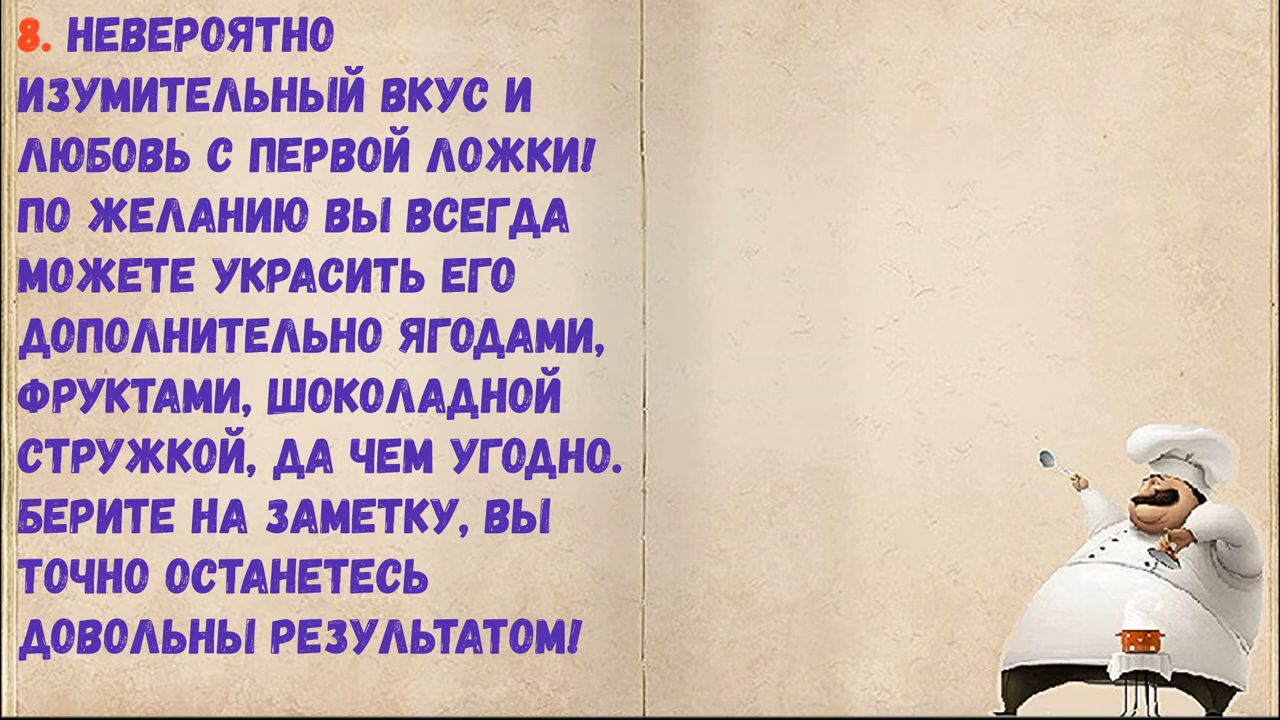 8. НЕВЕРОЯТНО
ИЗУМИТЕЛЬНЫЙ ВКУС И
ЛЮБОВЬ С ПЕРВОЙ ЛОЖКИ!
ПО ЖЕЛАНИЮ ВЫ ВСЕГДА
МОЖЕТЕ УКРАСИТЬ ЕГО
ДОПОЛНИТЕЛЬНО ЯГОДАМИ,
ФРУКТАМИ, ШОКОЛАДНОЙ
СТРУЖКОЙ, ДА ЧЕМ УГОДНО.
БЕРИТЕ НА ЗАМЕТКУ, ВЫ
ТОЧНО ОСТАНЕТЕСЬ
ДОВОЛЬНЫ РЕЗУЛЬТАТОМ!